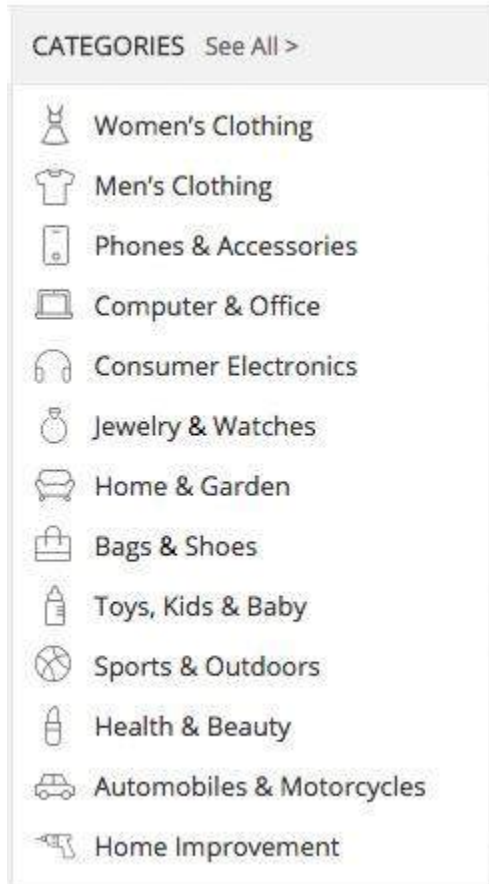 CATEGORIES See All >
Women's Clothing
Men's Clothing
Phones & Accessories
Computer & Office
Consumer Electronics
Jewelry & Watches
Home & Garden
Bags & Shoes
Toys, Kids & Baby
Sports & Outdoors
Health & Beauty
Automobiles & Motorcycles
Home Improvement